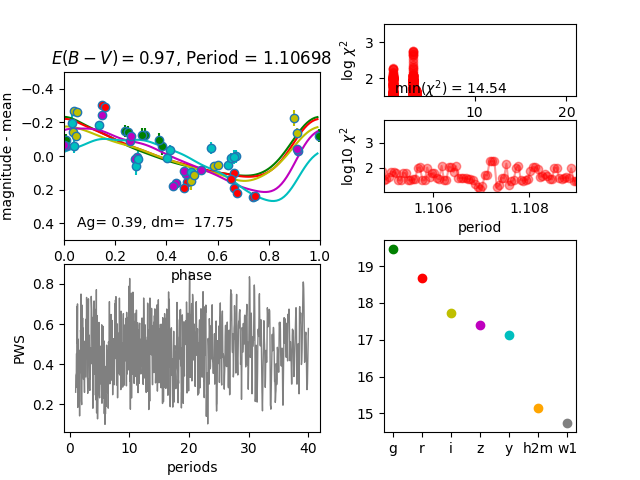 E(B − V) = 0.97, Period = 1.10698
magnitude - mean
−0.4
−0.2
0.0
0.2
0.4
Ag= 0.39, dm=  17.75
0.0 0.2 0.4 0.6 0.8 1.0
phase
log χ²
3
2
min(χ²) = 14.54
10 20
log10 χ²
3
2
1.106 1.108
period
PWS
0.8
0.6
0.4
0.2
0 10 20 30 40
periods
19
18
17
16
15
g r i z y h2m w1